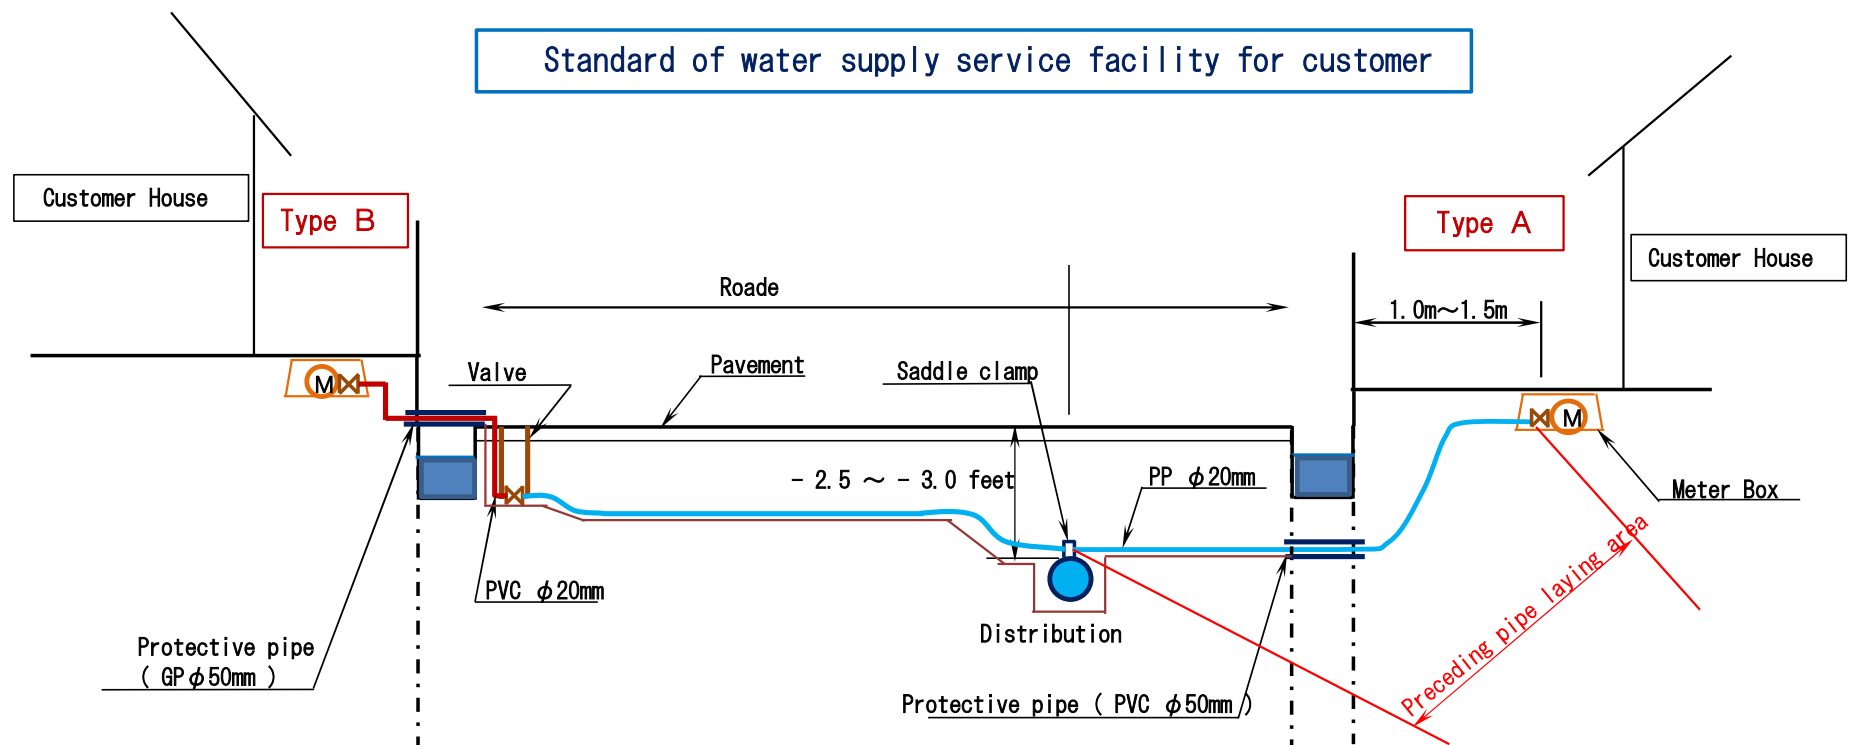 Standard of water supply service facility for customer
Customer House
Type B
Type A
Customer House
Roade
1.0m～1.5m
Valve
Pavement
Saddle clamp
M
M
－2.5 ～ －3.0 feet
PP φ20mm
Meter Box
PVC φ20mm
Distribution
Preceding pipe laying area
Protective pipe
( GPφ50mm )
Protective pipe ( PVC φ50mm )